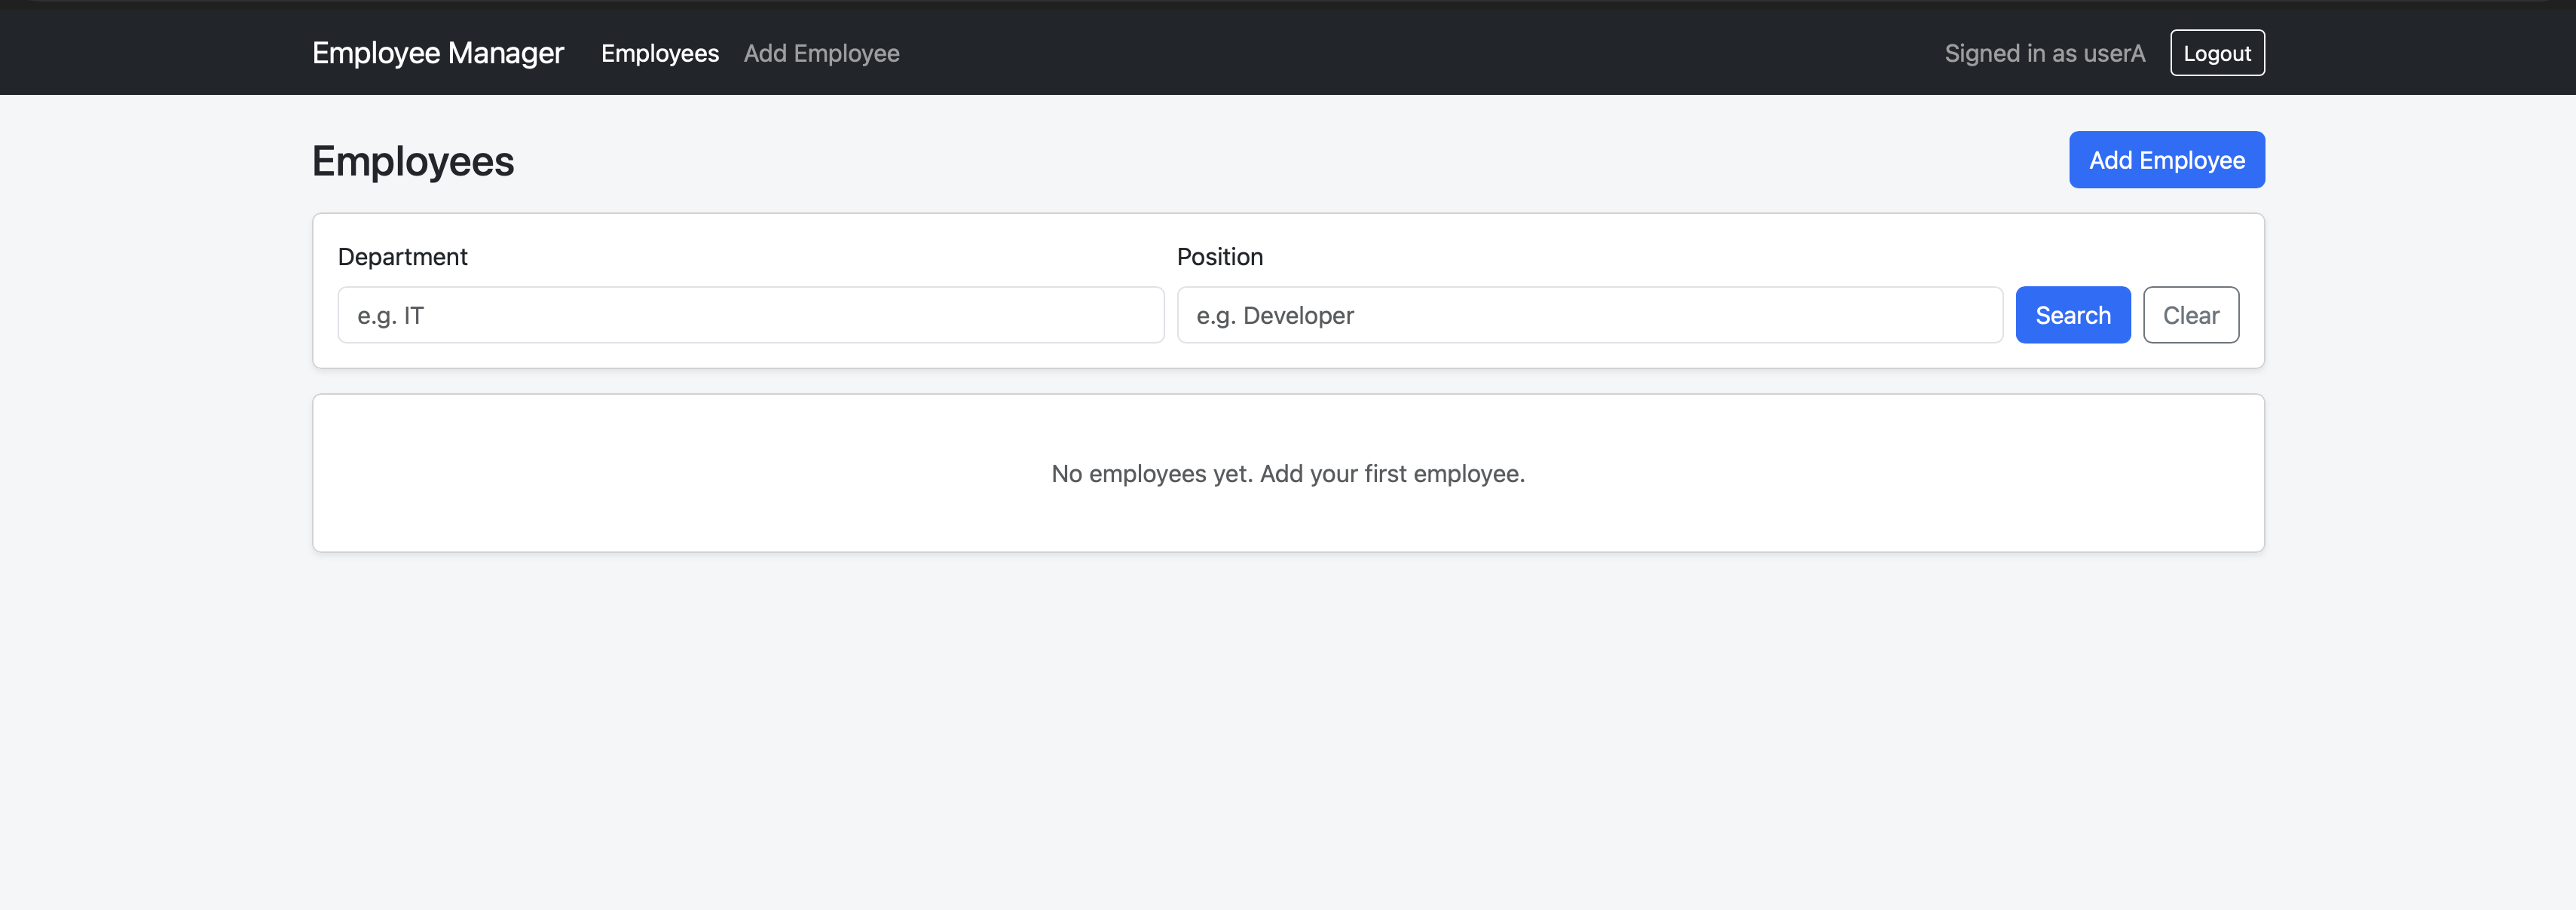 Employee Manager Employees Add Employee Signed in as userA Logout
Employees Add Employee
Department Position
e.g. IT e.g. Developer Search Clear
No employees yet. Add your first employee.